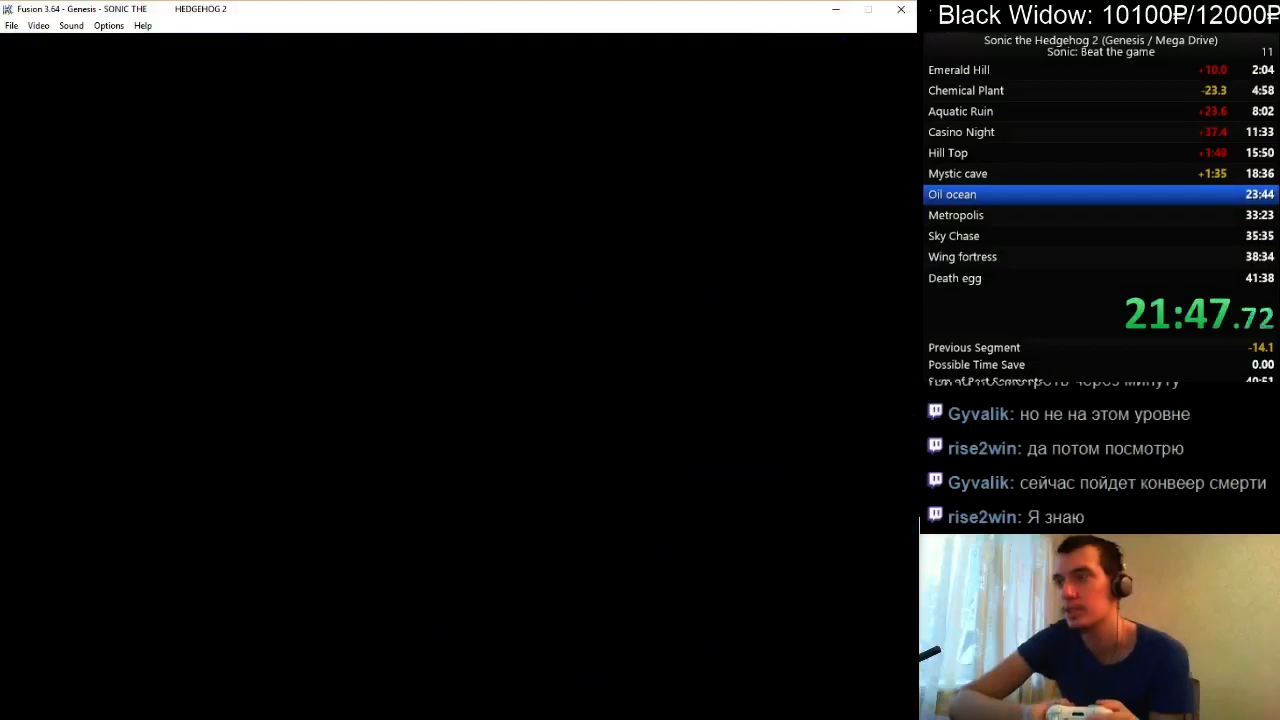 Fusion 3.64 - Genesis - SONIC THE HEDGEHOG 2
File Video Sound Options Help
Black Widow: 10100₽/12000₽
Sonic the Hedgehog 2 (Genesis / Mega Drive)
Sonic: Beat the game 11
Emerald Hill +10.0 2:04
Chemical Plant -23.3 4:58
Aquatic Ruin +23.6 8:02
Casino Night +37.4 11:33
Hill Top +1:49 15:50
Mystic cave +1:35 18:36
Oil ocean 23:44
Metropolis 33:23
Sky Chase 35:35
Wing fortress 38:34
Death egg 41:38
21:47.72
Previous Segment -14.1
Possible Time Save 0.00
через минуту
Gyvalik: но не на этом уровне
rise2win: да потом посмотрю
Gyvalik: сейчас пойдет конвеер смерти
rise2win: Я знаю